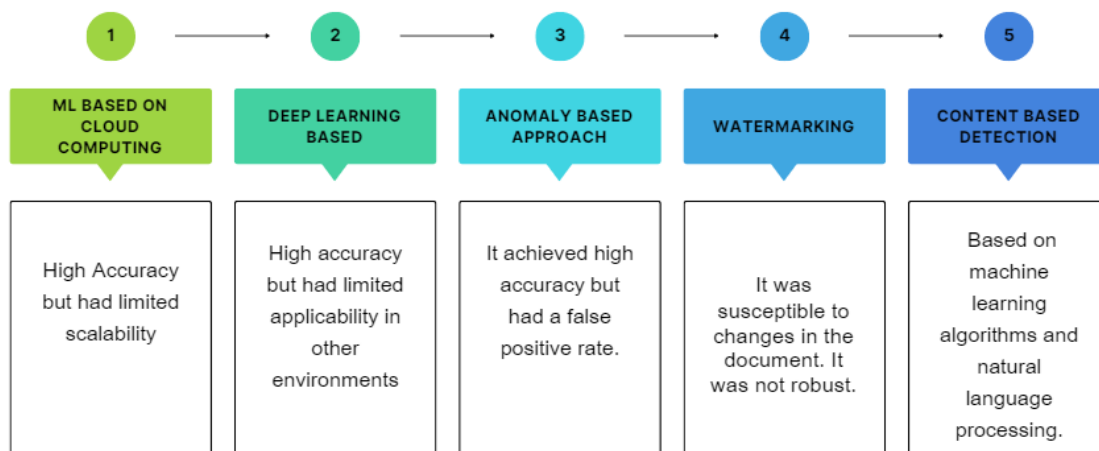 1
2
3
4
5
ML BASED ON
CLOUD
COMPUTING
DEEP LEARNING
BASED
ANOMALY BASED
APPROACH
WATERMARKING
CONTENT BASED
DETECTION
High Accuracy
but had limited
scalability
High accuracy
but had limited
applicability in
other
environments
It achieved high
accuracy but
had a false
positive rate.
It was
susceptible to
changes in the
document. It
was not robust.
Based on
machine
learning
algorithms and
natural
language
processing.